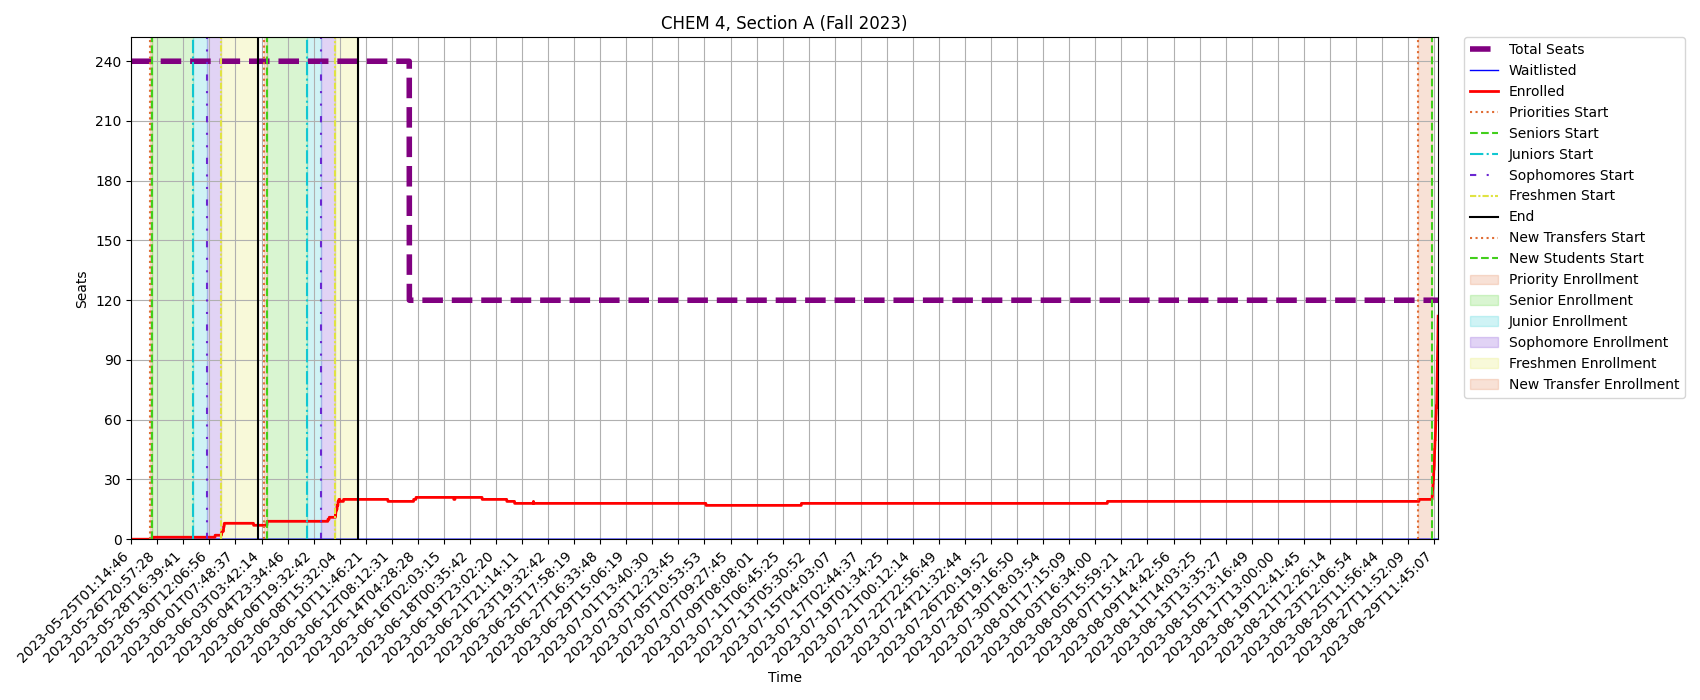 CHEM 4, Section A (Fall 2023)
Seats
240
210
180
150
120
90
60
30
0
2023-05-25T01:14:46
2023-05-26T20:57:28
2023-05-28T16:39:41
2023-05-30T12:06:56
2023-06-01T07:48:37
2023-06-03T03:42:14
2023-06-04T23:34:46
2023-06-06T19:32:42
2023-06-08T15:32:04
2023-06-10T11:46:21
2023-06-12T08:12:31
2023-06-14T04:28:28
2023-06-16T02:03:15
2023-06-18T00:35:42
2023-06-19T23:02:20
2023-06-21T21:14:11
2023-06-23T19:32:42
2023-06-25T17:58:19
2023-06-27T16:33:48
2023-06-29T15:06:19
2023-07-01T13:40:30
2023-07-03T12:23:45
2023-07-05T10:53:53
2023-07-07T09:27:45
2023-07-09T08:08:01
2023-07-11T06:45:25
2023-07-13T05:30:52
2023-07-15T04:03:07
2023-07-17T02:44:37
2023-07-19T01:34:25
2023-07-21T00:12:14
2023-07-22T22:56:49
2023-07-24T21:32:44
2023-07-26T20:19:52
2023-07-28T19:16:50
2023-07-30T18:03:54
2023-08-01T17:15:09
2023-08-03T16:34:00
2023-08-05T15:59:21
2023-08-07T15:14:22
2023-08-09T14:42:56
2023-08-11T14:03:25
2023-08-13T13:35:27
2023-08-15T13:16:49
2023-08-17T13:00:00
2023-08-19T12:41:45
2023-08-21T12:26:14
2023-08-23T12:06:54
2023-08-25T11:56:44
2023-08-27T11:52:09
2023-08-29T11:45:07
Time
Total Seats
Waitlisted
Enrolled
Priorities Start
Seniors Start
Juniors Start
Sophomores Start
Freshmen Start
End
New Transfers Start
New Students Start
Priority Enrollment
Senior Enrollment
Junior Enrollment
Sophomore Enrollment
Freshmen Enrollment
New Transfer Enrollment